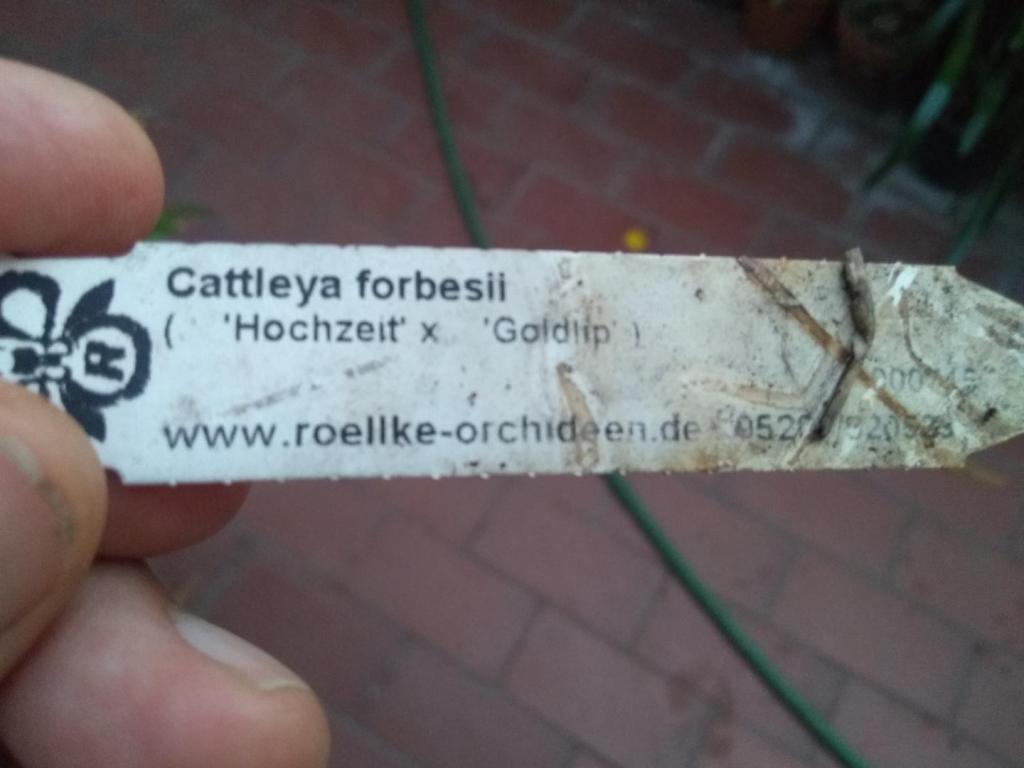 Cattleya forbesii
( 'Hochzeit' x 'Goldlip' )
www.roellke-orchideen.de
R